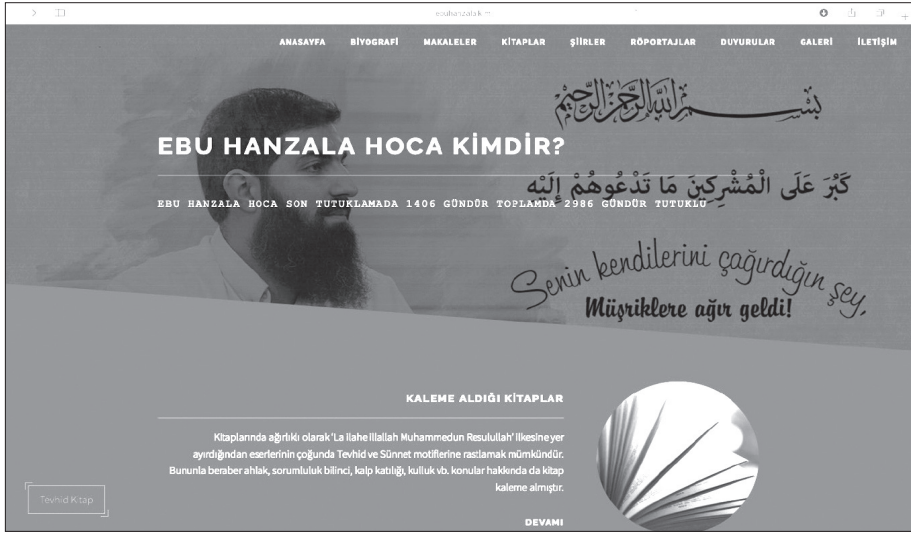 ANASAYFA BİYOGRAFİ MAKALELER KİTAPLAR ŞİİRLER RÖPORTAJLAR DUYURULAR GALERİ İLETİŞİM
بسم الله الرحمن الرحيم
EBU HANZALA HOCA KİMDİR?
كَبُرَ عَلَى الْمُشْرِكِينَ مَا تَدْعُوهُمْ إِلَيْهِ
EBU HANZALA HOCA SON TUTUKLAMADA 1406 GÜNDÜR TOPLAMDA 2986 GÜNDÜR TUTUKLU
Senin kendilerini çağırdığın şey,
Müşriklere ağır geldi!
KALEME ALDIĞI KİTAPLAR
Kitaplarında ağırlıklı olarak 'La ilahe illallah Muhammedun Resulullah' ilkesine yer
ayırdığından eserlerinin çoğunda Tevhid ve Sünnet motiflerine rastlamak mümkündür.
Bununla beraber ahlak, sorumluluk bilinci, kalp katılığı, kulluk vb. konular hakkında da kitap
kaleme almıştır.
Tevhid Kitap
DEVAMI